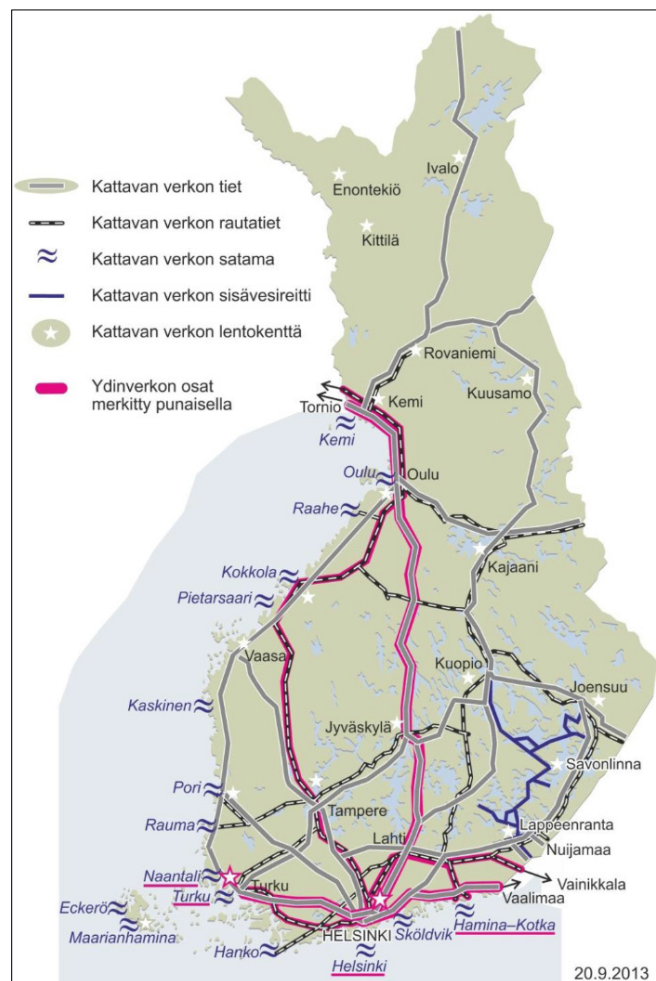 Kattavan verkon tiet
Kattavan verkon rautatiet
Kattavan verkon satama
Kattavan verkon sisävesireitti
Kattavan verkon lentokenttä
Ydinverkon osat
merkitty punaisella
Ivalo
Enontekiö
Kittilä
Rovaniemi
Kuusamo
Kemi
Tornio
Kemi
Oulu
Oulu
Raahe
Kajaani
Kokkola
Pietarsaari
Vaasa
Kuopio
Joensuu
Kaskinen
Jyväskylä
Savonlinna
Pori
Tampere
Rauma
Lappeenranta
Lahti
Nuijamaa
Naantali
Vainikkala
Turku
Turku
Vaalimaa
Eckerö
Hamina–Kotka
Maarianhamina
HELSINKI
Sköldvik
Hanko
Helsinki
20.9.2013